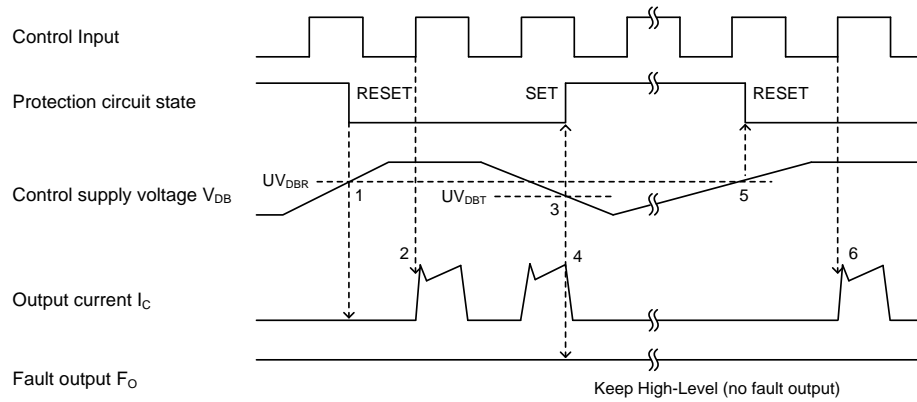 Control Input
Protection circuit state
RESET
SET
RESET
Control supply voltage V_DB
UV_DBR
1
UV_DBT
3
5
Output current I_C
2
4
6
Fault output F_O
Keep High-Level (no fault output)